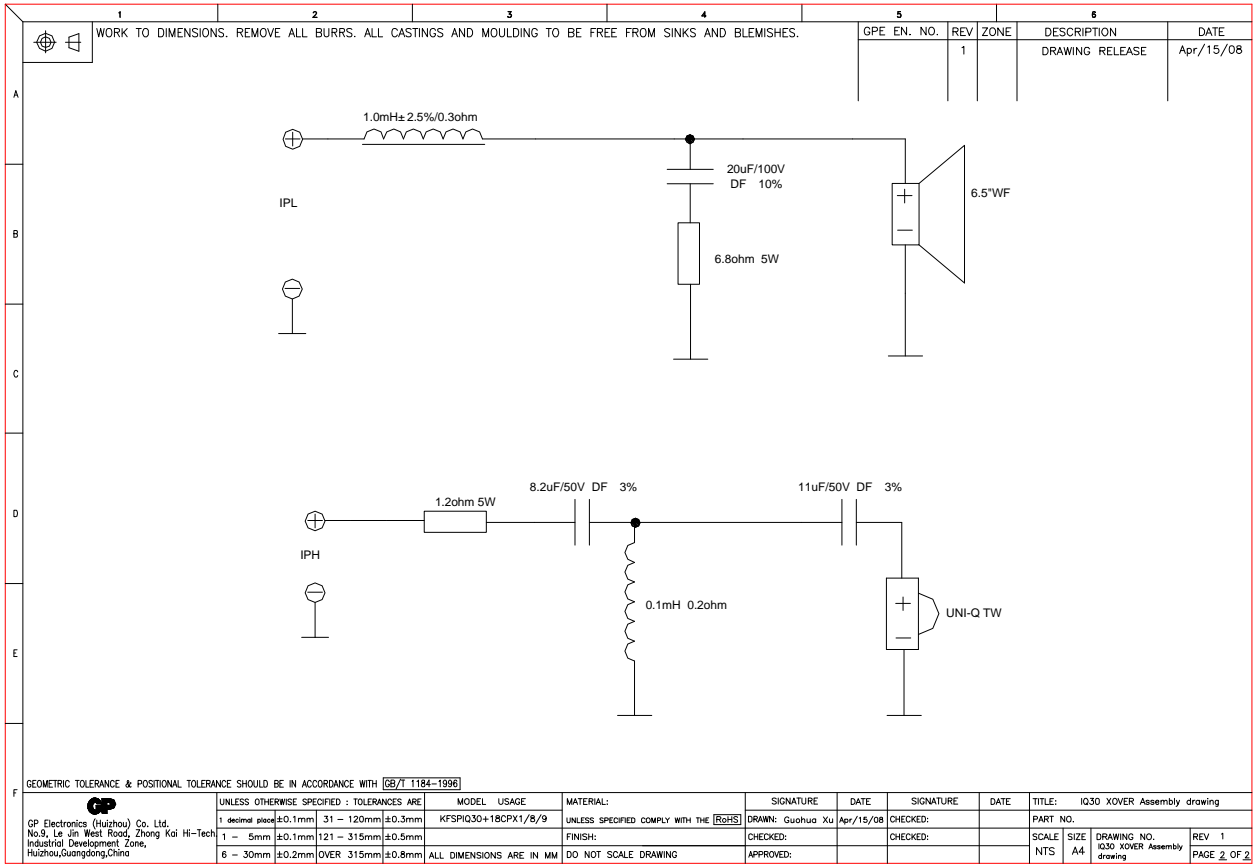 1 2 3 4 5 6
WORK TO DIMENSIONS. REMOVE ALL BURRS. ALL CASTINGS AND MOULDING TO BE FREE FROM SINKS AND BLEMISHES.
GPE EN. NO. REV ZONE DESCRIPTION DATE
1 DRAWING RELEASE Apr/15/08
A
1.0mH±2.5%/0.3ohm
20uF/100V
DF 10%
6.5"WF
IPL
B
6.8ohm 5W
C
8.2uF/50V DF 3%
11uF/50V DF 3%
1.2ohm 5W
D
IPH
0.1mH 0.2ohm
UNI-Q TW
E
GEOMETRIC TOLERANCE & POSITIONAL TOLERANCE SHOULD BE IN ACCORDANCE WITH GB/T 1184-1996
F
GP
GP Electronics (Huizhou) Co. Ltd.
No.9, Le Jin West Road, Zhong Kai Hi-Tech
Industrial Development Zone,
Huizhou,Guangdong,China
UNLESS OTHERWISE SPECIFIED : TOLERANCES ARE
1 decimal place ±0.1mm 31 - 120mm ±0.3mm
1 - 5mm ±0.1mm 121 - 315mm ±0.5mm
6 - 30mm ±0.2mm OVER 315mm ±0.8mm
MODEL USAGE
KFSPIQ30+18CPX1/8/9
ALL DIMENSIONS ARE IN MM
MATERIAL:
UNLESS SPECIFIED COMPLY WITH THE RoHS
FINISH:
DO NOT SCALE DRAWING
SIGNATURE DATE SIGNATURE DATE
DRAWN: Guohua Xu Apr/15/08 CHECKED:
CHECKED: CHECKED:
APPROVED:
TITLE: IQ30 XOVER Assembly drawing
PART NO.
SCALE SIZE DRAWING NO. REV 1
NTS A4 IQ30 XOVER Assembly
drawing PAGE 2 OF 2